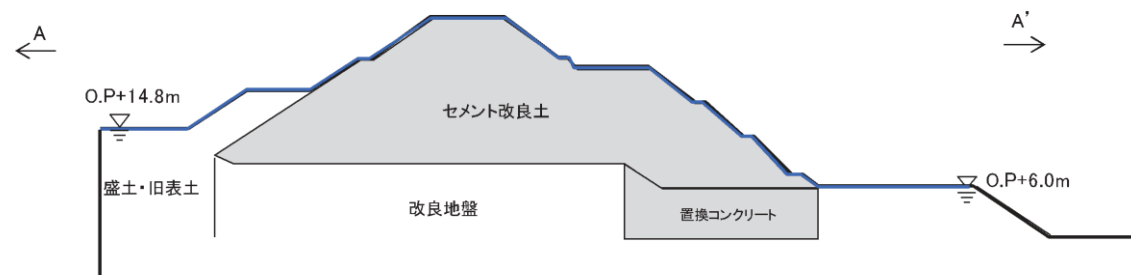 A
A'
O.P+14.8m
セメント改良土
盛土・旧表土
O.P+6.0m
改良地盤
置換コンクリート